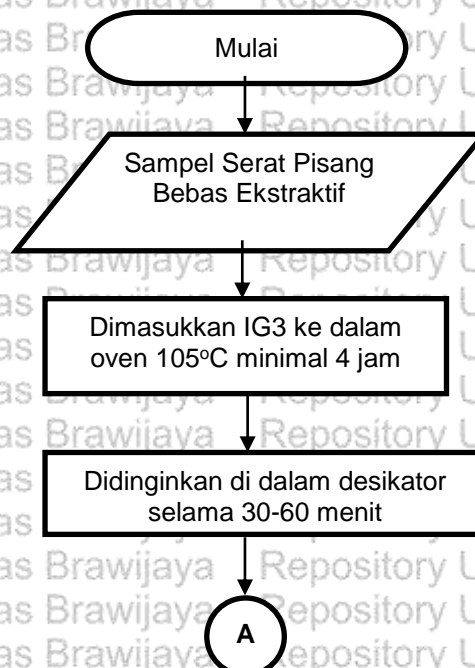 Mulai
Sampel Serat Pisang
Bebas Ekstraktif
Dimasukkan IG3 ke dalam
oven 105°C minimal 4 jam
Didinginkan di dalam desikator
selama 30-60 menit
A